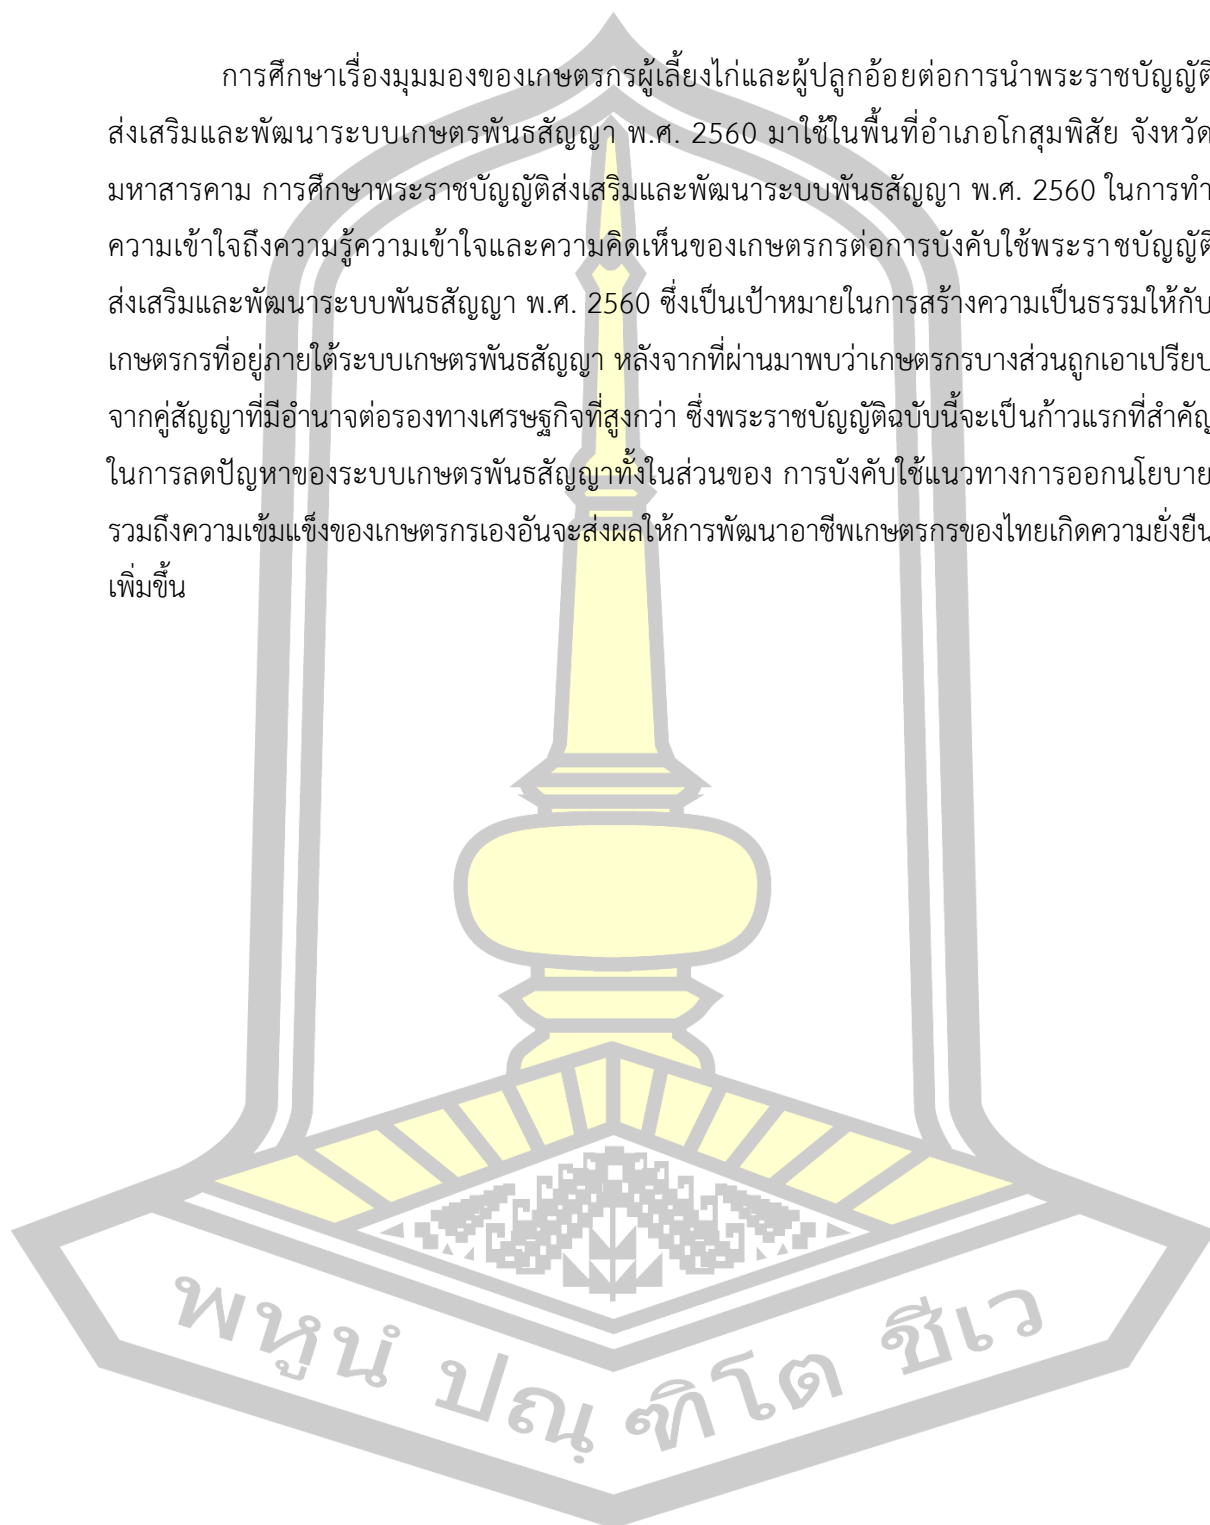 การศึกษาเรื่องมุมมองของเกษตรกรผู้เลี้ยงไก่และผู้ปลูกอ้อยต่อการนำพระราชบัญญัติ
ส่งเสริมและพัฒนาระบบเกษตรพันธสัญญา พ.ศ. 2560 มาใช้ในพื้นที่อำเภอโกสุมพิสัย จังหวัด
มหาสารคาม การศึกษาพระราชบัญญัติส่งเสริมและพัฒนาระบบพันธสัญญา พ.ศ. 2560 ในการทำ
ความเข้าใจถึงความรู้ความเข้าใจและความคิดเห็นของเกษตรกรต่อการบังคับใช้พระราชบัญญัติ
ส่งเสริมและพัฒนาระบบพันธสัญญา พ.ศ. 2560 ซึ่งเป็นเป้าหมายในการสร้างความเป็นธรรมให้กับ
เกษตรกรที่อยู่ภายใต้ระบบเกษตรพันธสัญญา หลังจากที่ผ่านมาพบว่าเกษตรกรบางส่วนถูกเอาเปรียบ
จากคู่สัญญาที่มีอำนาจต่อรองทางเศรษฐกิจที่สูงกว่า ซึ่งพระราชบัญญัติฉบับนี้จะเป็นก้าวแรกที่สำคัญ
ในการลดปัญหาของระบบเกษตรพันธสัญญาทั้งในส่วนของ การบังคับใช้แนวทางการออกนโยบาย
รวมถึงความเข้มแข็งของเกษตรกรเองอันจะส่งผลให้การพัฒนาอาชีพเกษตรกรของไทยเกิดความยั่งยืน
เพิ่มขึ้น
พหูนํ ปณฺ ฑิโต ชีเว